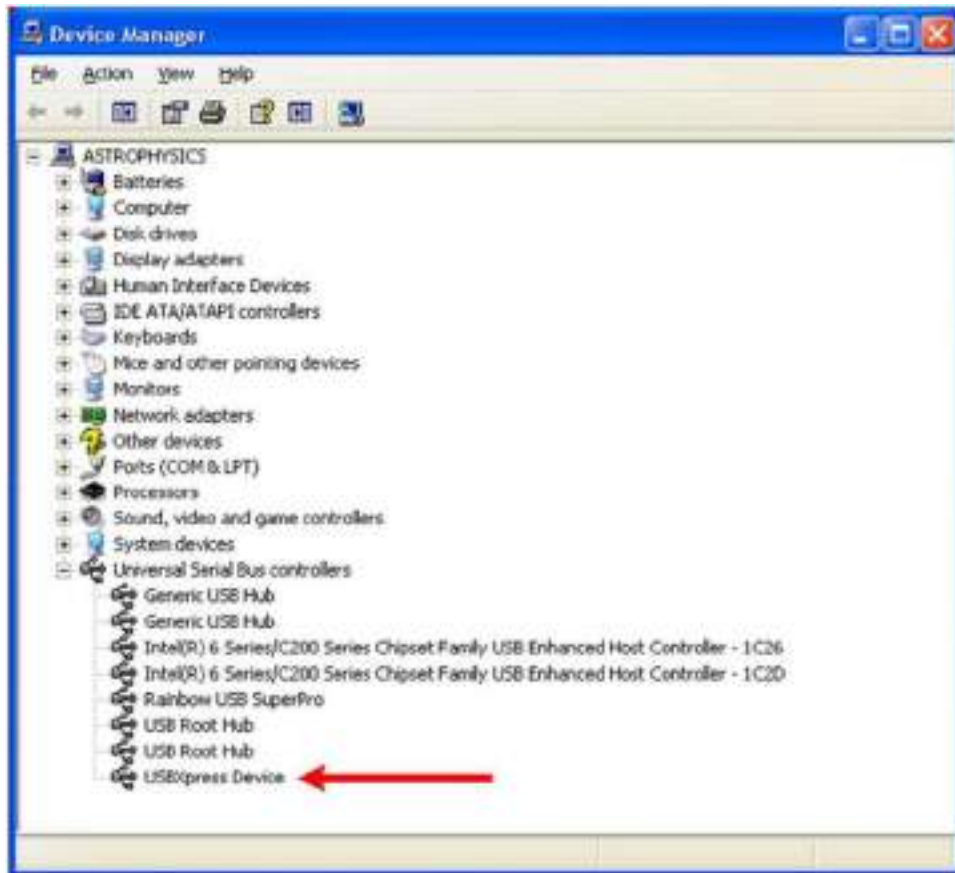 Device Manager
File Action View Help
ASTROPHYSICS
Batteries
Computer
Disk drives
Display adapters
Human Interface Devices
IDE ATA/ATAPI controllers
Keyboards
Mice and other pointing devices
Monitors
Network adapters
Other devices
Ports (COM & LPT)
Processors
Sound, video and game controllers
System devices
Universal Serial Bus controllers
Generic USB Hub
Generic USB Hub
Intel(R) 6 Series/C200 Series Chipset Family USB Enhanced Host Controller - 1C26
Intel(R) 6 Series/C200 Series Chipset Family USB Enhanced Host Controller - 1C2D
Rainbow USB SuperPro
USB Root Hub
USB Root Hub
USBXpress Device